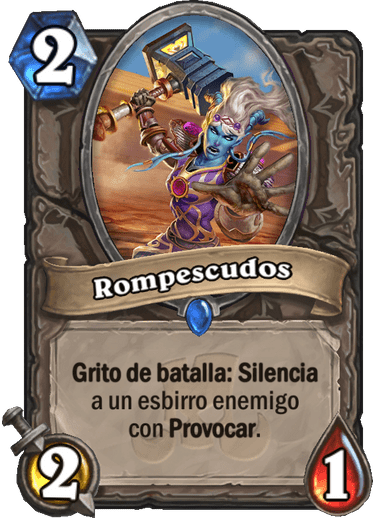 2
Rompescudos
Grito de batalla: Silencia
a un esbirro enemigo
con Provocar.
2
1